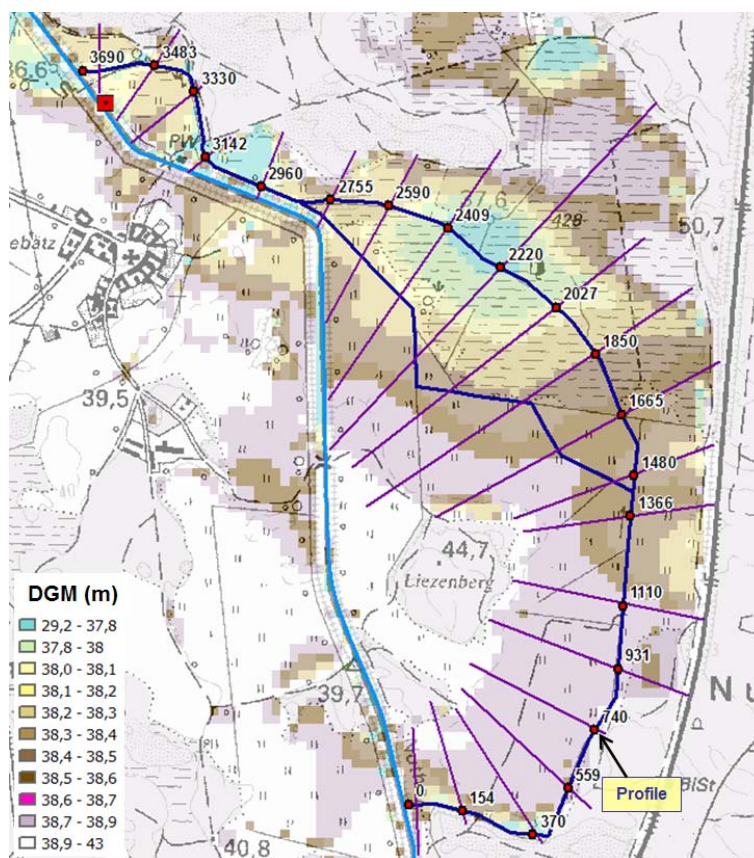 3690
3483
36,6
3330
PW
3142
2960
2755
2590
37,6
2409
42B
50,7
2220
2027
1850
39,5
1665
1480
1366
44,7
Liezenberg
1110
931
N u
39,7
740
BiSt
559
Profile
0
154
370
40,8
DGM (m)
29,2 - 37,8
37,8 - 38
38,0 - 38,1
38,1 - 38,2
38,2 - 38,3
38,3 - 38,4
38,4 - 38,5
38,5 - 38,6
38,6 - 38,7
38,7 - 38,9
38,9 - 43